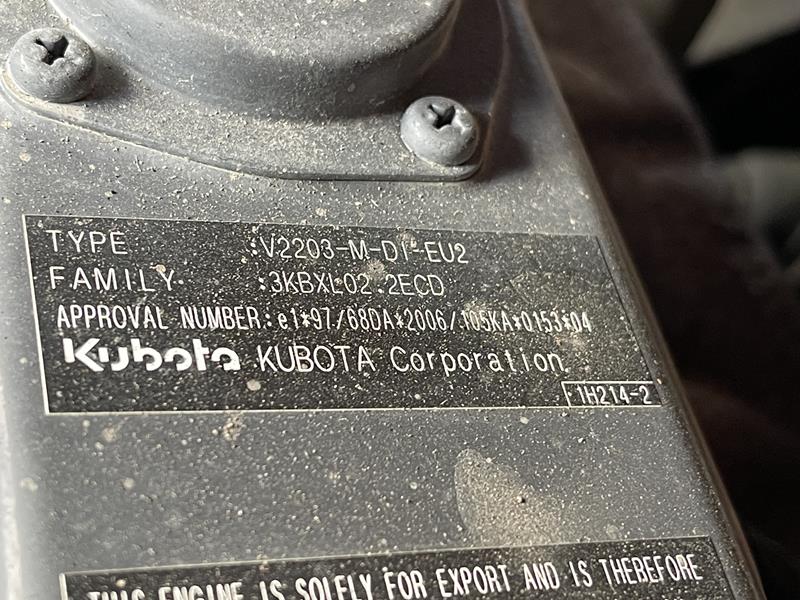 TYPE :V2203-M-DI-EU2
FAMILY :3KBXL02.2ECD
APPROVAL NUMBER:e1*97/68DA*2006/105KA*0153*04
Kubota KUBOTA Corporation
1H214-2
THIS ENGINE IS SOLELY FOR EXPORT AND IS THEREFORE